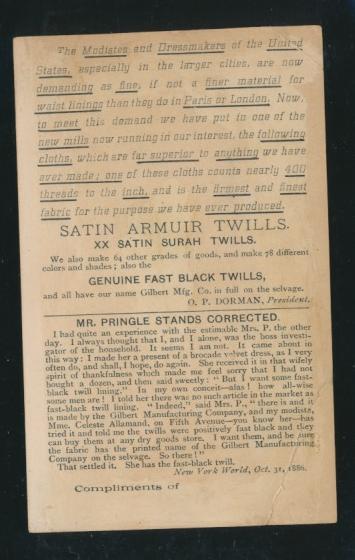 The Modistes and Dressmakers of the United
States, especially in the larger cities, are now
demanding as fine, if not a finer material for
waist linings than they do in Paris or London. Now,
to meet this demand we have put in one of the
new mills now running in our interest, the following
cloths, which are far superior to anything we have
ever made; one of these cloths counts nearly 400
threads to the inch, and is the firmest and finest
fabric for the purpose we have ever produced.
SATIN ARMUIR TWILLS.
XX SATIN SURAH TWILLS.
We also make 64 other grades of goods, and make 78 different
colors and shades; also the
GENUINE FAST BLACK TWILLS,
and all have our name Gilbert Mfg. Co. in full on the selvage.
O. P. DORMAN, President.
MR. PRINGLE STANDS CORRECTED.
I had quite an experience with the estimable Mrs. P. the other
day. I always thought that I, and I alone, was the boss investi-
gator of the household. It seems I am not. It came about in
this way: I made her a present of a brocade velvet dress, as I very
often do, and shall, I hope, do again. She received it in that wifely
spirit of thankfulness which made me feel sorry that I had not
bought a dozen, and then said sweetly: "But I want some fast-
black twill lining." In my own conceit—alas! how all-wise
some men are! I told her there was no such article in the market as
fast-black twill lining. "Indeed," said Mrs. P., "there is and it
is made by the Gilbert Manufacturing Company, and my modiste,
Mme. Celeste Allamand, on Fifth Avenue—you know her—has
tried it and told me the twills were positively fast black and they
can buy them at any dry goods store. I want them, and be sure
the fabric has the printed name of the Gilbert Manufacturing
Company on the selvage. So there!"
That settled it. She has the fast-black twill.
New York World, Oct. 31, 1886.
Compliments of